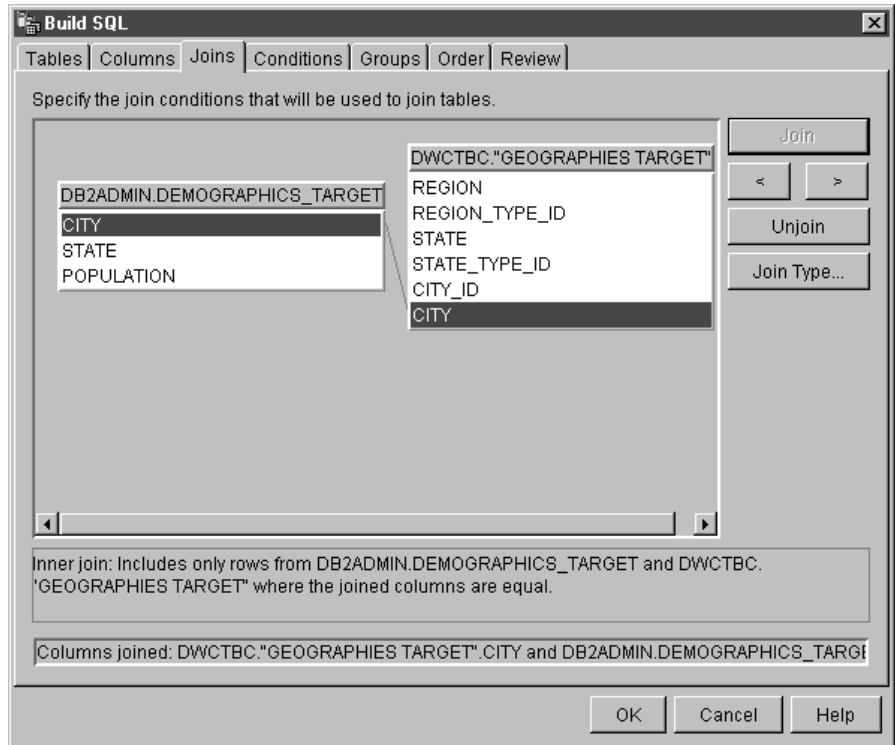 Build SQL
Tables Columns Joins Conditions Groups Order Review
Specify the join conditions that will be used to join tables.
DB2ADMIN.DEMOGRAPHICS_TARGET
CITY
STATE
POPULATION
DWCTBC."GEOGRAPHIES TARGET"
REGION
REGION_TYPE_ID
STATE
STATE_TYPE_ID
CITY_ID
CITY
Join
< >
Unjoin
Join Type...
Inner join: Includes only rows from DB2ADMIN.DEMOGRAPHICS_TARGET and DWCTBC.
'GEOGRAPHIES TARGET" where the joined columns are equal.
Columns joined: DWCTBC."GEOGRAPHIES TARGET".CITY and DB2ADMIN.DEMOGRAPHICS_TARGE
OK Cancel Help